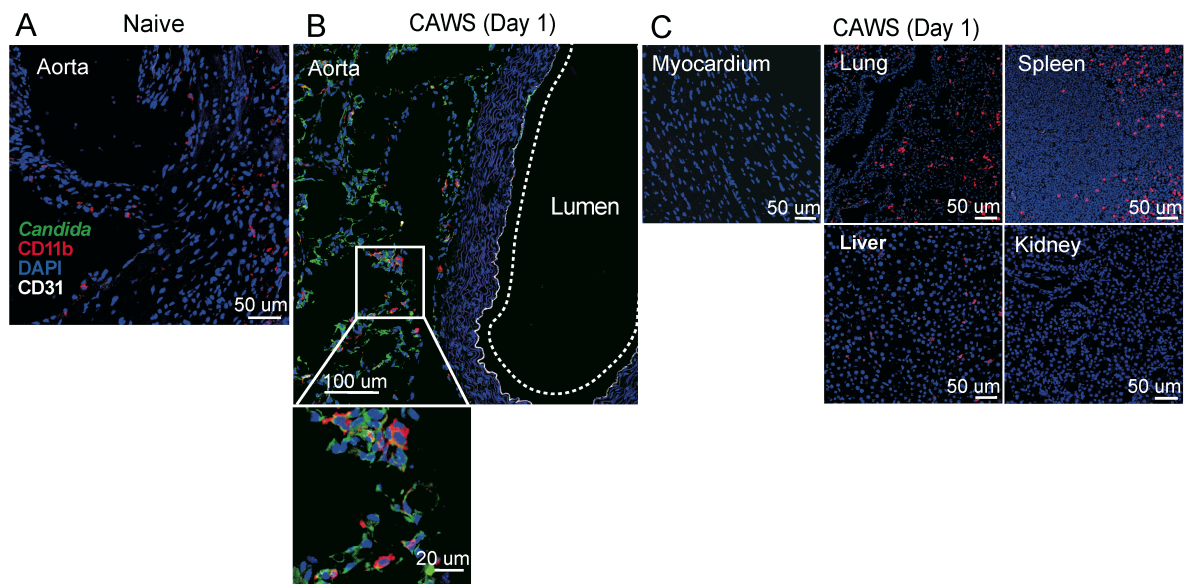 A
Naive
Aorta
Candida
CD11b
DAPI
CD31
50 um
B
CAWS (Day 1)
Aorta
Lumen
100 um
20 um
C
CAWS (Day 1)
Myocardium
50 um
Lung
50 um
Spleen
50 um
Liver
50 um
Kidney
50 um